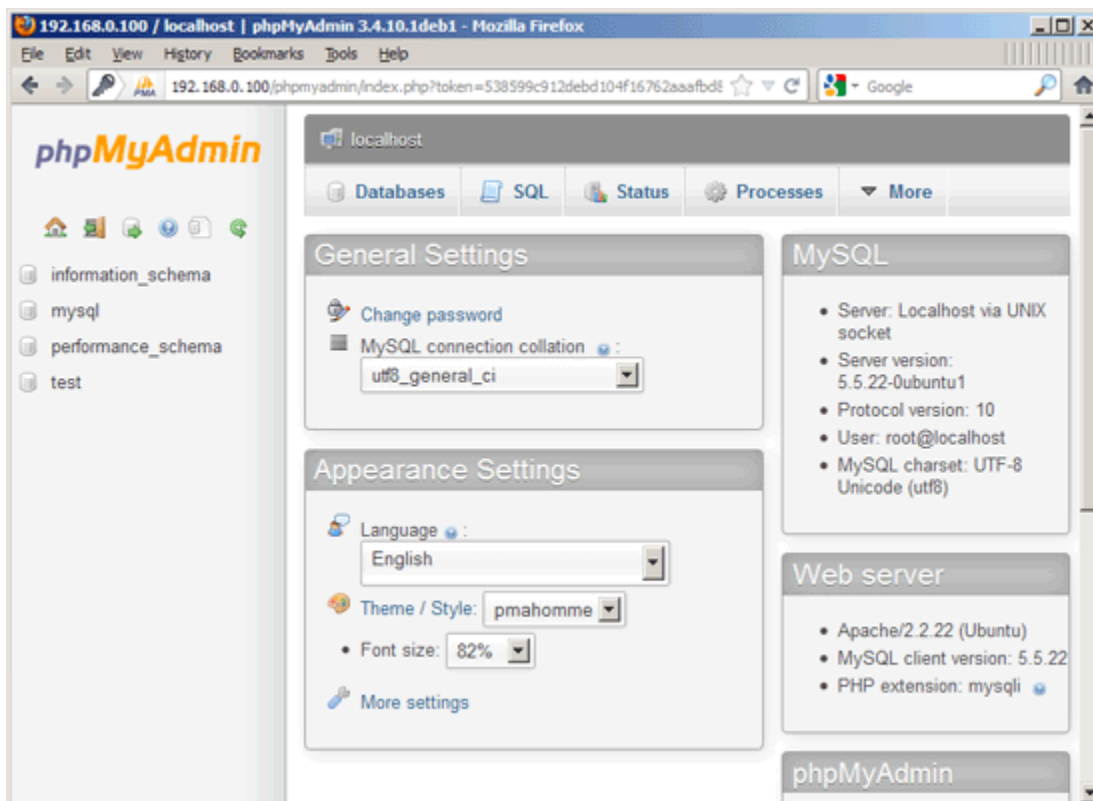 192.168.0.100 / localhost | phpMyAdmin 3.4.10.1deb1 - Mozilla Firefox
File Edit View History Bookmarks Tools Help
PMA 192.168.0.100/phpmyadmin/index.php?token=538599c912debd104f16762aaafbd8 Google
phpMyAdmin
information_schema
mysql
performance_schema
test
localhost
Databases SQL Status Processes More
General Settings
Change password
MySQL connection collation :
utf8_general_ci
Appearance Settings
Language :
English
Theme / Style: pmahomme
Font size: 82%
More settings
MySQL
Server: Localhost via UNIX
socket
Server version:
5.5.22-0ubuntu1
Protocol version: 10
User: root@localhost
MySQL charset: UTF-8
Unicode (utf8)
Web server
Apache/2.2.22 (Ubuntu)
MySQL client version: 5.5.22
PHP extension: mysqli
phpMyAdmin